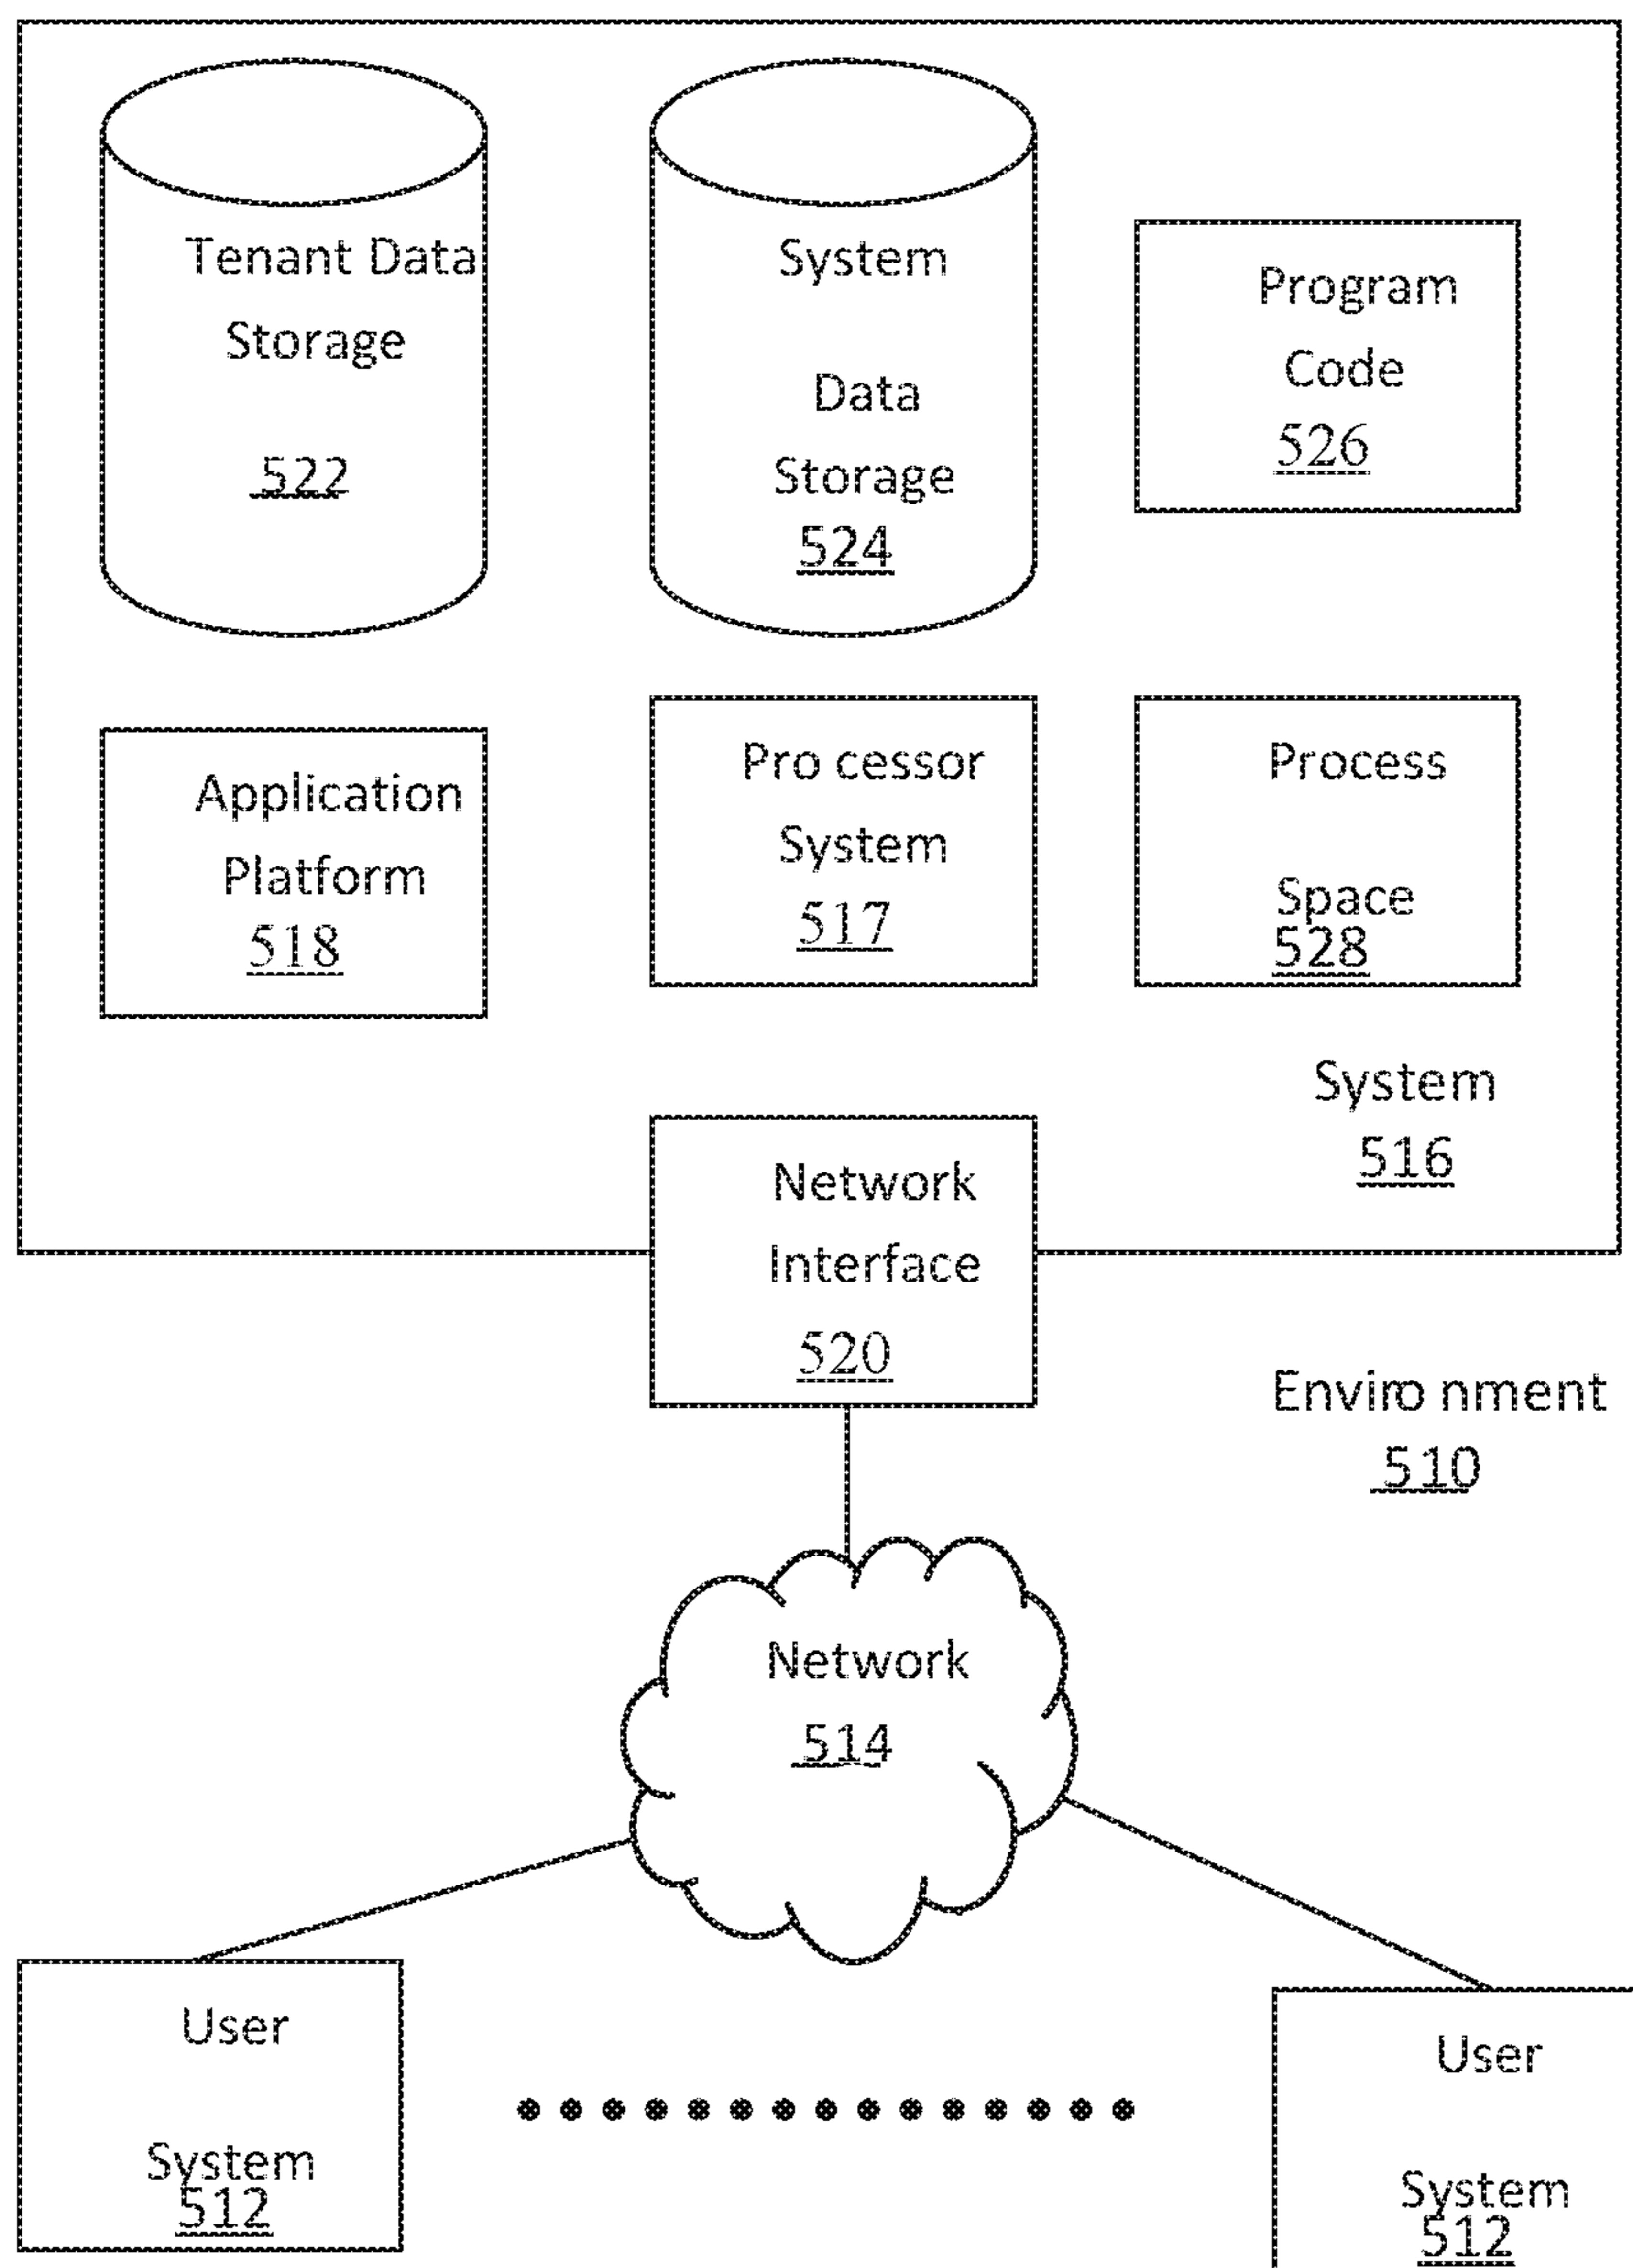 Tenant Data
Storage
522
System
Data
Storage
524
Program
Code
526
Application
Platform
518
Pro cessor
System
517
Process
Space
528
System
516
Network
Interface
520
Enviro nment
510
Network
514
User
System
512
User
System
512